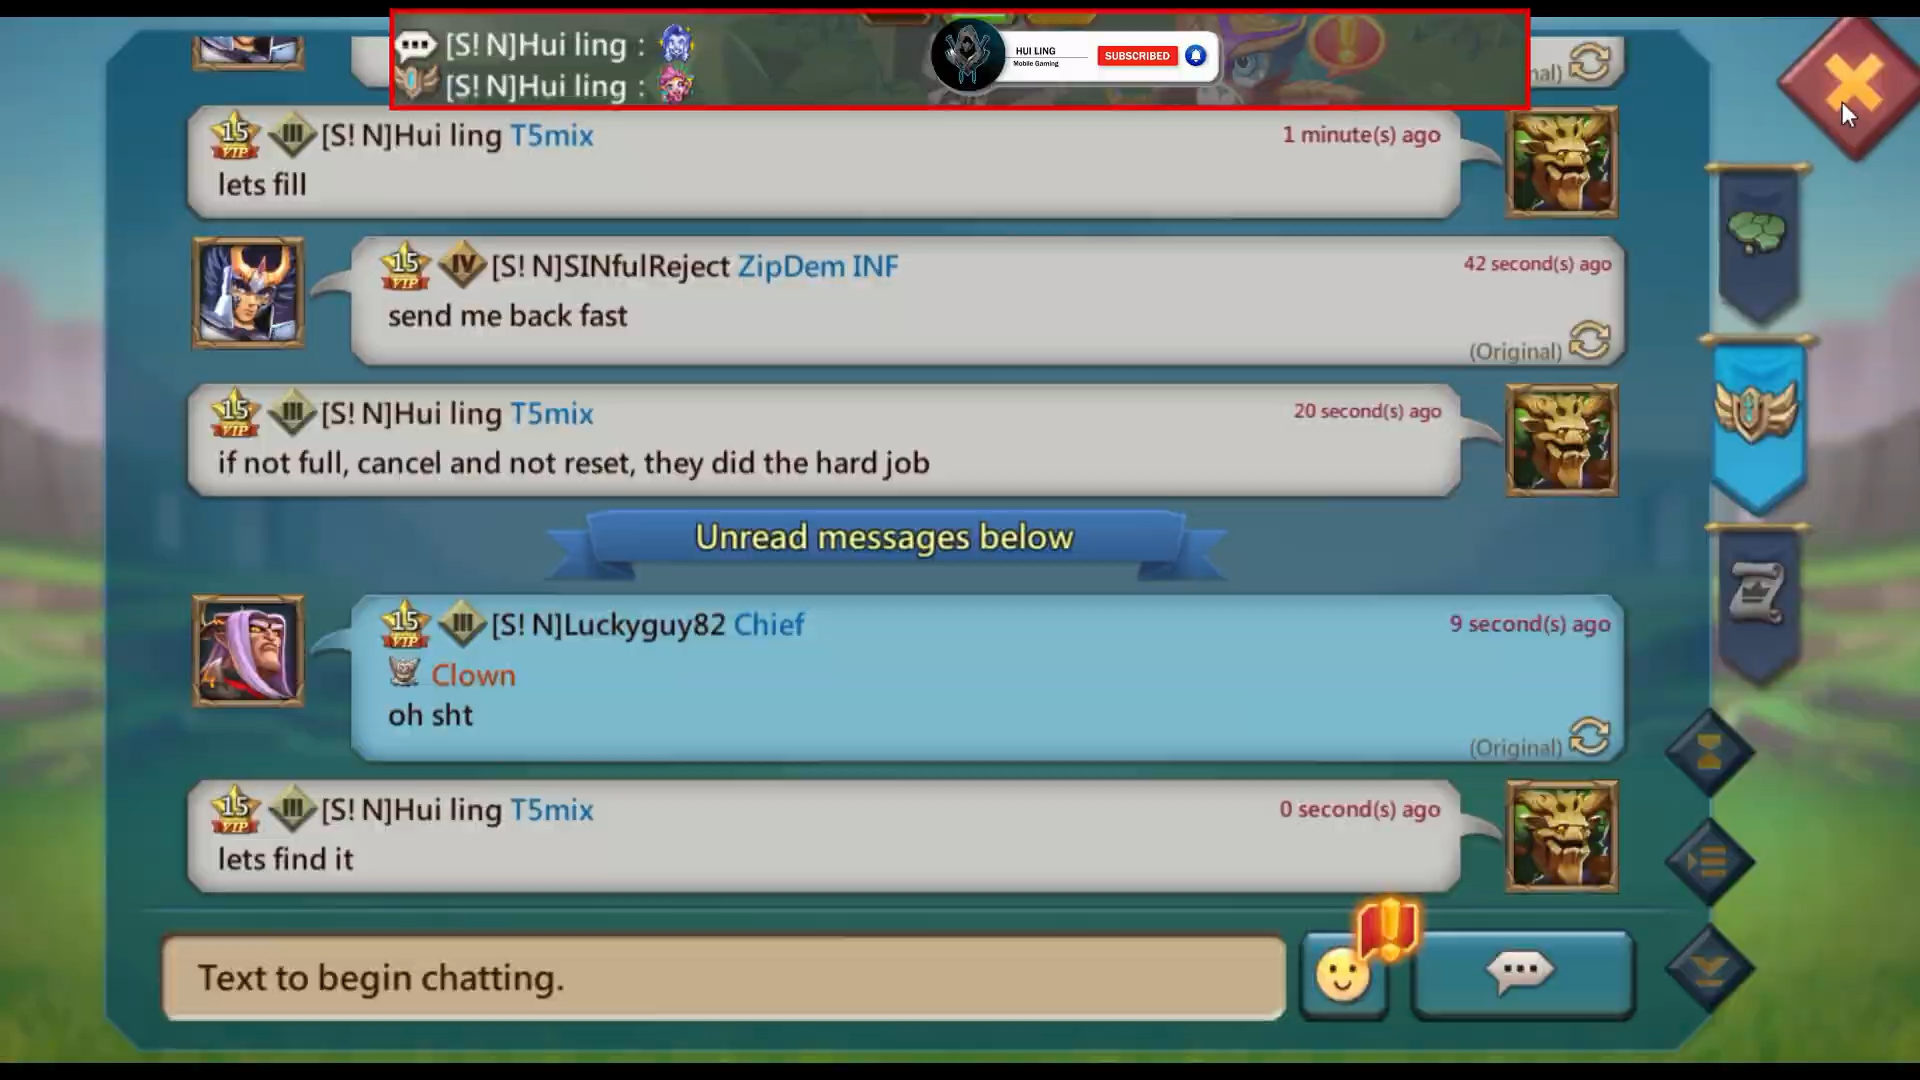 [S! N]Hui ling :
[S! N]Hui ling :
HUI LING
Mobile Gaming
SUBSCRIBED
nal)
15 VIP III [S! N]Hui ling T5mix 1 minute(s) ago
lets fill
15 VIP IV [S! N]SINfulReject ZipDem INF 42 second(s) ago
send me back fast
(Original)
15 VIP III [S! N]Hui ling T5mix 20 second(s) ago
if not full, cancel and not reset, they did the hard job
Unread messages below
15 VIP III [S! N]Luckyguy82 Chief 9 second(s) ago
Clown
oh sht
(Original)
15 VIP III [S! N]Hui ling T5mix 0 second(s) ago
lets find it
Text to begin chatting.